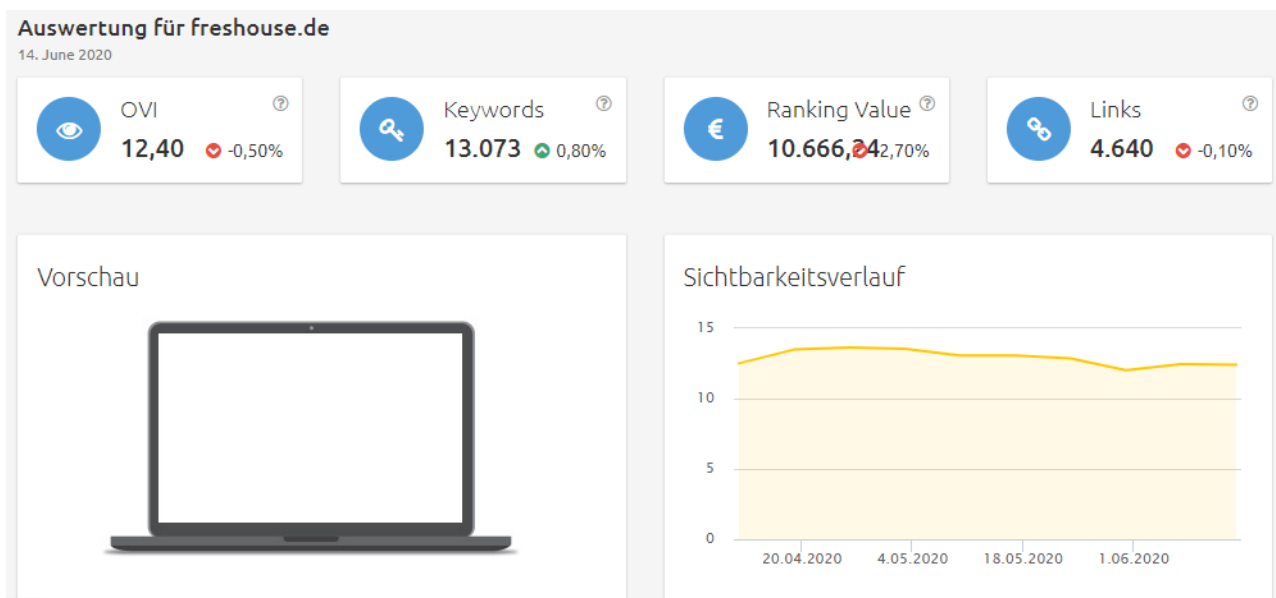 Auswertung für freshouse.de
14. June 2020
OVI ?
12,40 -0,50%
Keywords ?
13.073 0,80%
Ranking Value ?
10.666,24 2,70%
Links ?
4.640 -0,10%
Vorschau
Sichtbarkeitsverlauf
15
10
5
0
20.04.2020 4.05.2020 18.05.2020 1.06.2020